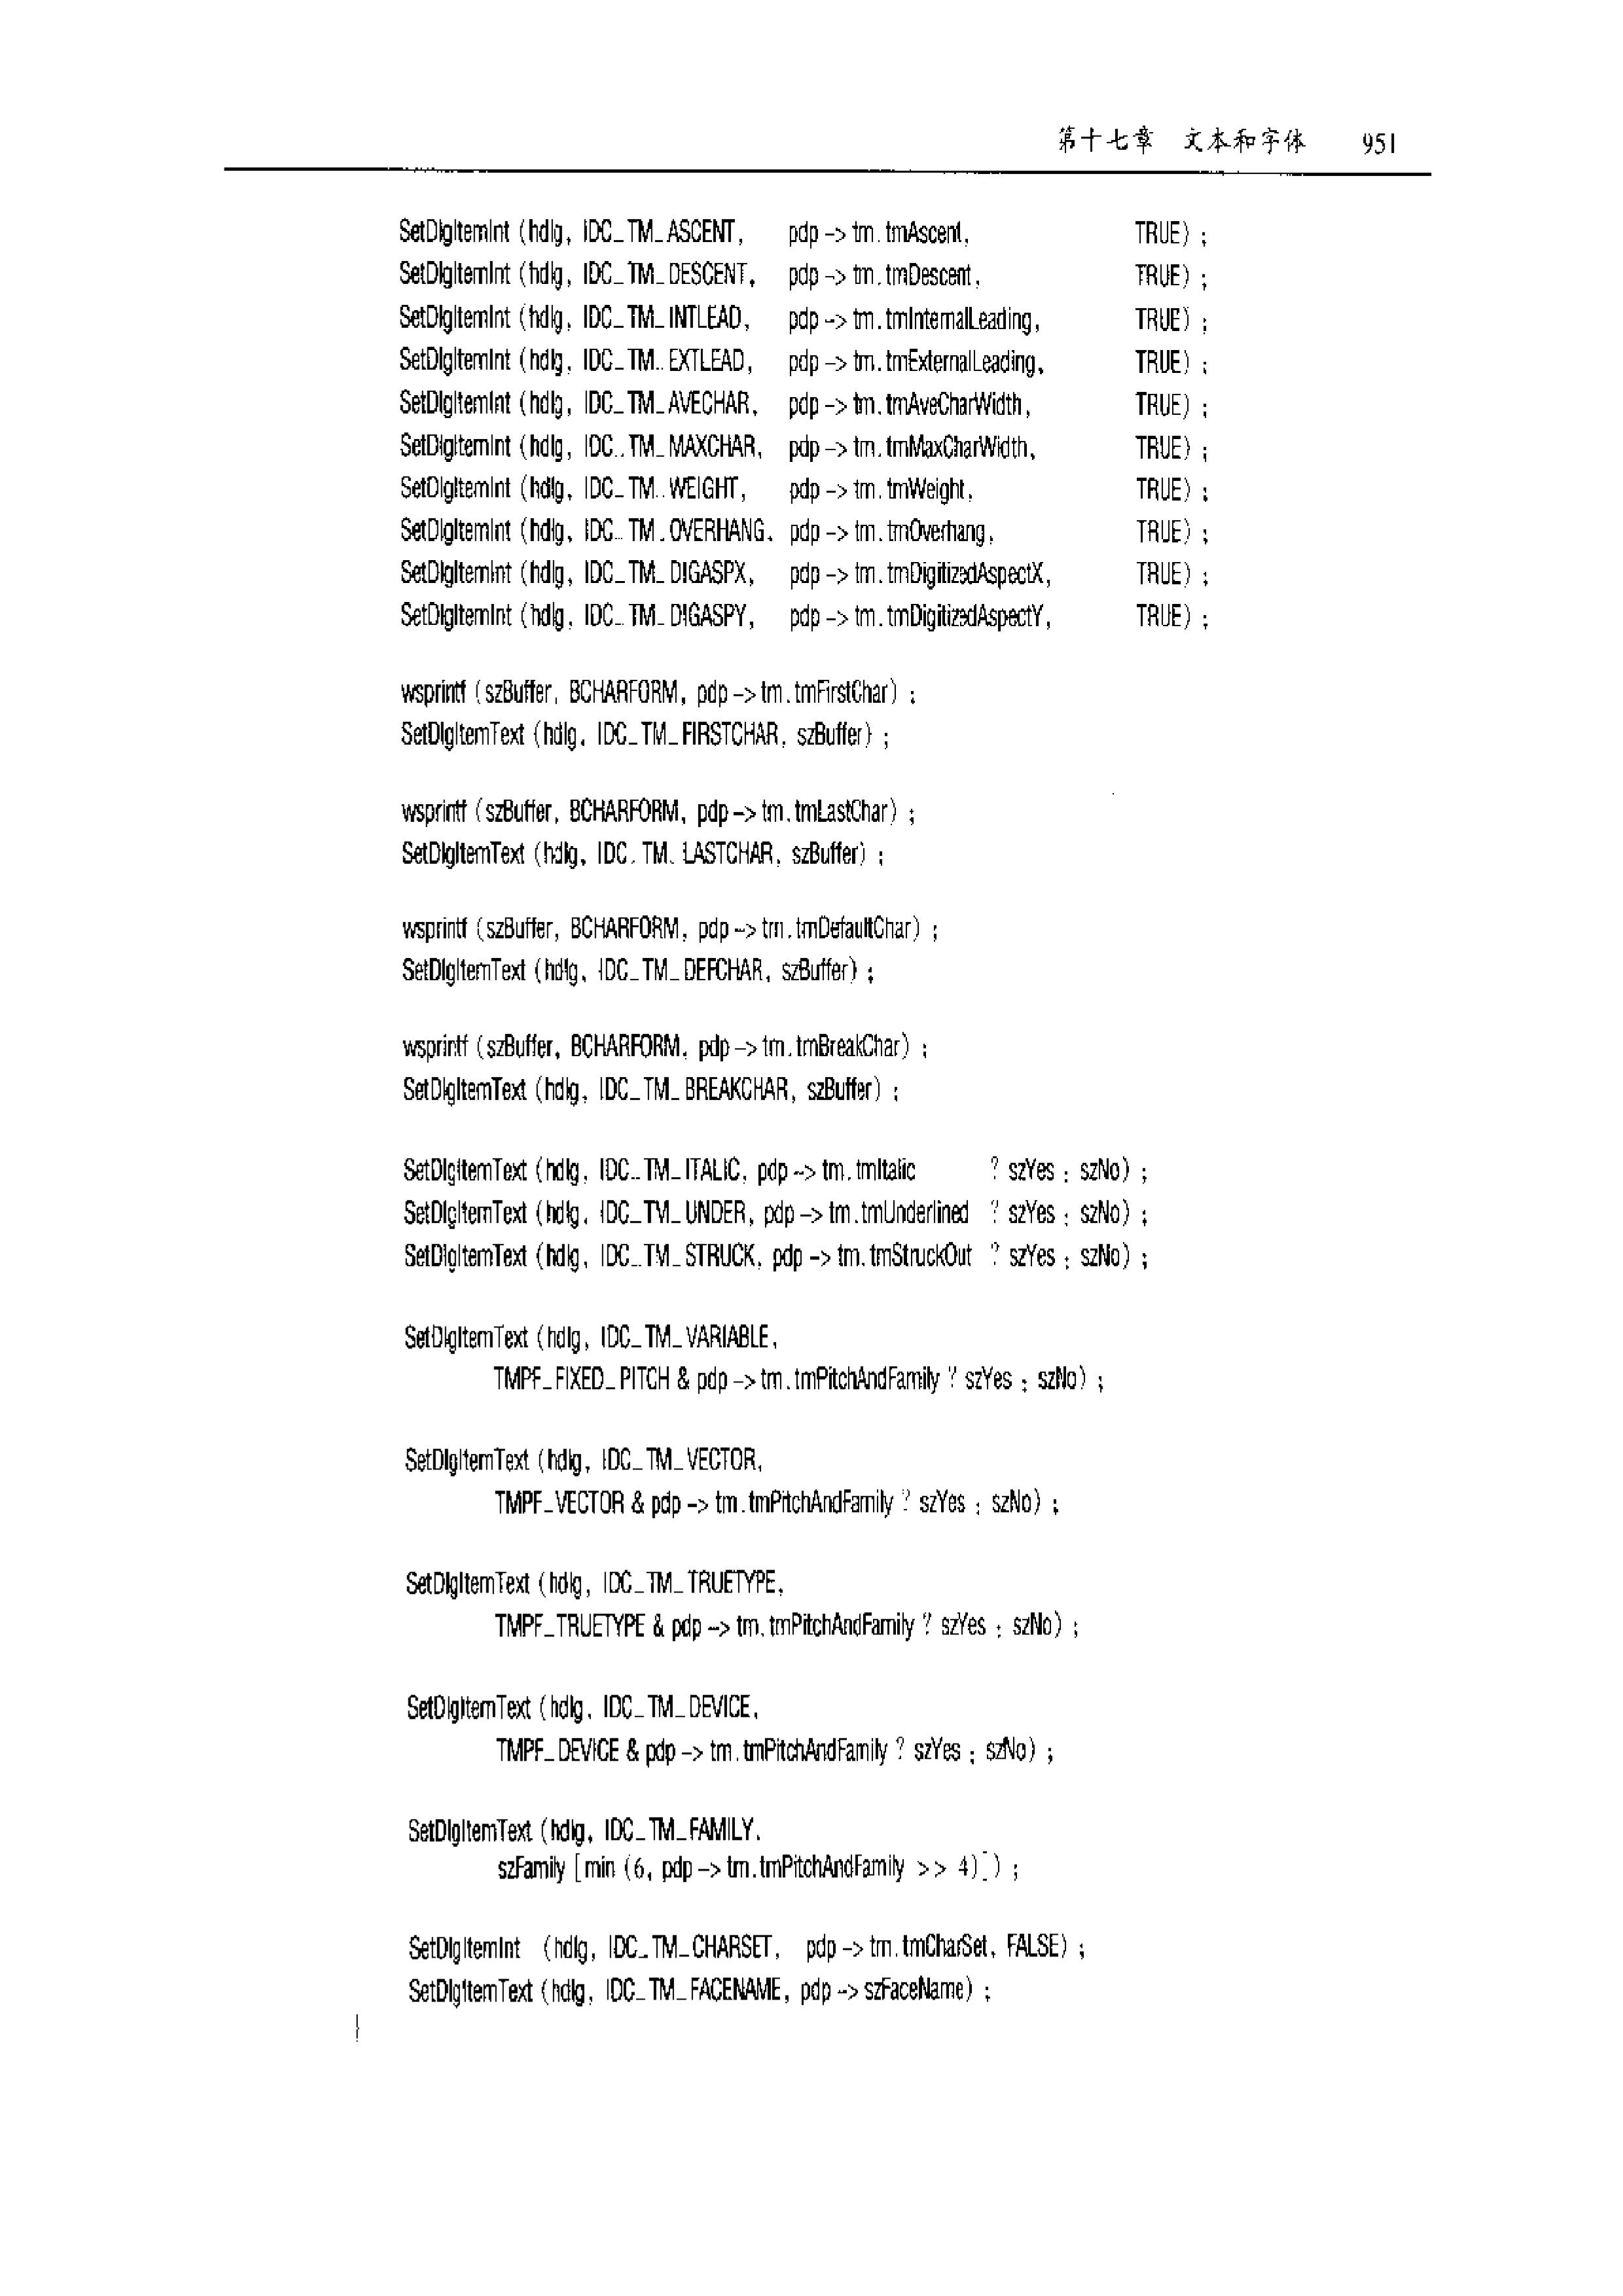 第十七章 文本和字体 951
SetDlgItemInt (hdlg, IDC_TM_ASCENT, pdp->tm.tmAscent, TRUE) ;
SetDlgItemInt (hdlg, IDC_TM_DESCENT, pdp->tm.tmDescent, TRUE) ;
SetDlgItemInt (hdlg, IDC_TM_INTLEAD, pdp->tm.tmInternalLeading, TRUE) ;
SetDlgItemInt (hdlg, IDC_TM_EXTLEAD, pdp->tm.tmExternalLeading, TRUE) ;
SetDlgItemInt (hdlg, IDC_TM_AVECHAR, pdp->tm.tmAveCharWidth, TRUE) ;
SetDlgItemInt (hdlg, IDC_TM_MAXCHAR, pdp->tm.tmMaxCharWidth, TRUE) ;
SetDlgItemInt (hdlg, IDC_TM_WEIGHT, pdp->tm.tmWeight, TRUE) ;
SetDlgItemInt (hdlg, IDC_TM_OVERHANG, pdp->tm.tmOverhang, TRUE) ;
SetDlgItemInt (hdlg, IDC_TM_DIGASPX, pdp->tm.tmDigitizedAspectX, TRUE) ;
SetDlgItemInt (hdlg, IDC_TM_DIGASPY, pdp->tm.tmDigitizedAspectY, TRUE) ;
wsprintf (szBuffer, BCHARFORM, pdp->tm.tmFirstChar) ;
SetDlgItemText (hdlg, IDC_TM_FIRSTCHAR, szBuffer) ;
wsprintf (szBuffer, BCHARFORM, pdp->tm.tmLastChar) ;
SetDlgItemText (hdlg, IDC_TM_LASTCHAR, szBuffer) ;
wsprintf (szBuffer, BCHARFORM, pdp->tm.tmDefaultChar) ;
SetDlgItemText (hdlg, IDC_TM_DEFCHAR, szBuffer) ;
wsprintf (szBuffer, BCHARFORM, pdp->tm.tmBreakChar) ;
SetDlgItemText (hdlg, IDC_TM_BREAKCHAR, szBuffer) ;
SetDlgItemText (hdlg, IDC_TM_ITALIC, pdp->tm.tmItalic ? szYes : szNo) ;
SetDlgItemText (hdlg, IDC_TM_UNDER, pdp->tm.tmUnderlined ? szYes : szNo) ;
SetDlgItemText (hdlg, IDC_TM_STRUCK, pdp->tm.tmStruckOut ? szYes : szNo) ;
SetDlgItemText (hdlg, IDC_TM_VARIABLE,
TMPF_FIXED_PITCH & pdp->tm.tmPitchAndFamily ? szYes : szNo) ;
SetDlgItemText (hdlg, IDC_TM_VECTOR,
TMPF_VECTOR & pdp->tm.tmPitchAndFamily ? szYes : szNo) ;
SetDlgItemText (hdlg, IDC_TM_TRUETYPE,
TMPF_TRUETYPE & pdp->tm.tmPitchAndFamily ? szYes : szNo) ;
SetDlgItemText (hdlg, IDC_TM_DEVICE,
TMPF_DEVICE & pdp->tm.tmPitchAndFamily ? szYes : szNo) ;
SetDlgItemText (hdlg, IDC_TM_FAMILY,
szFamily [min (6, pdp->tm.tmPitchAndFamily >> 4)]) ;
SetDlgItemInt (hdlg, IDC_TM_CHARSET, pdp->tm.tmCharSet, FALSE) ;
SetDlgItemText (hdlg, IDC_TM_FACENAME, pdp->szFaceName) ;
}